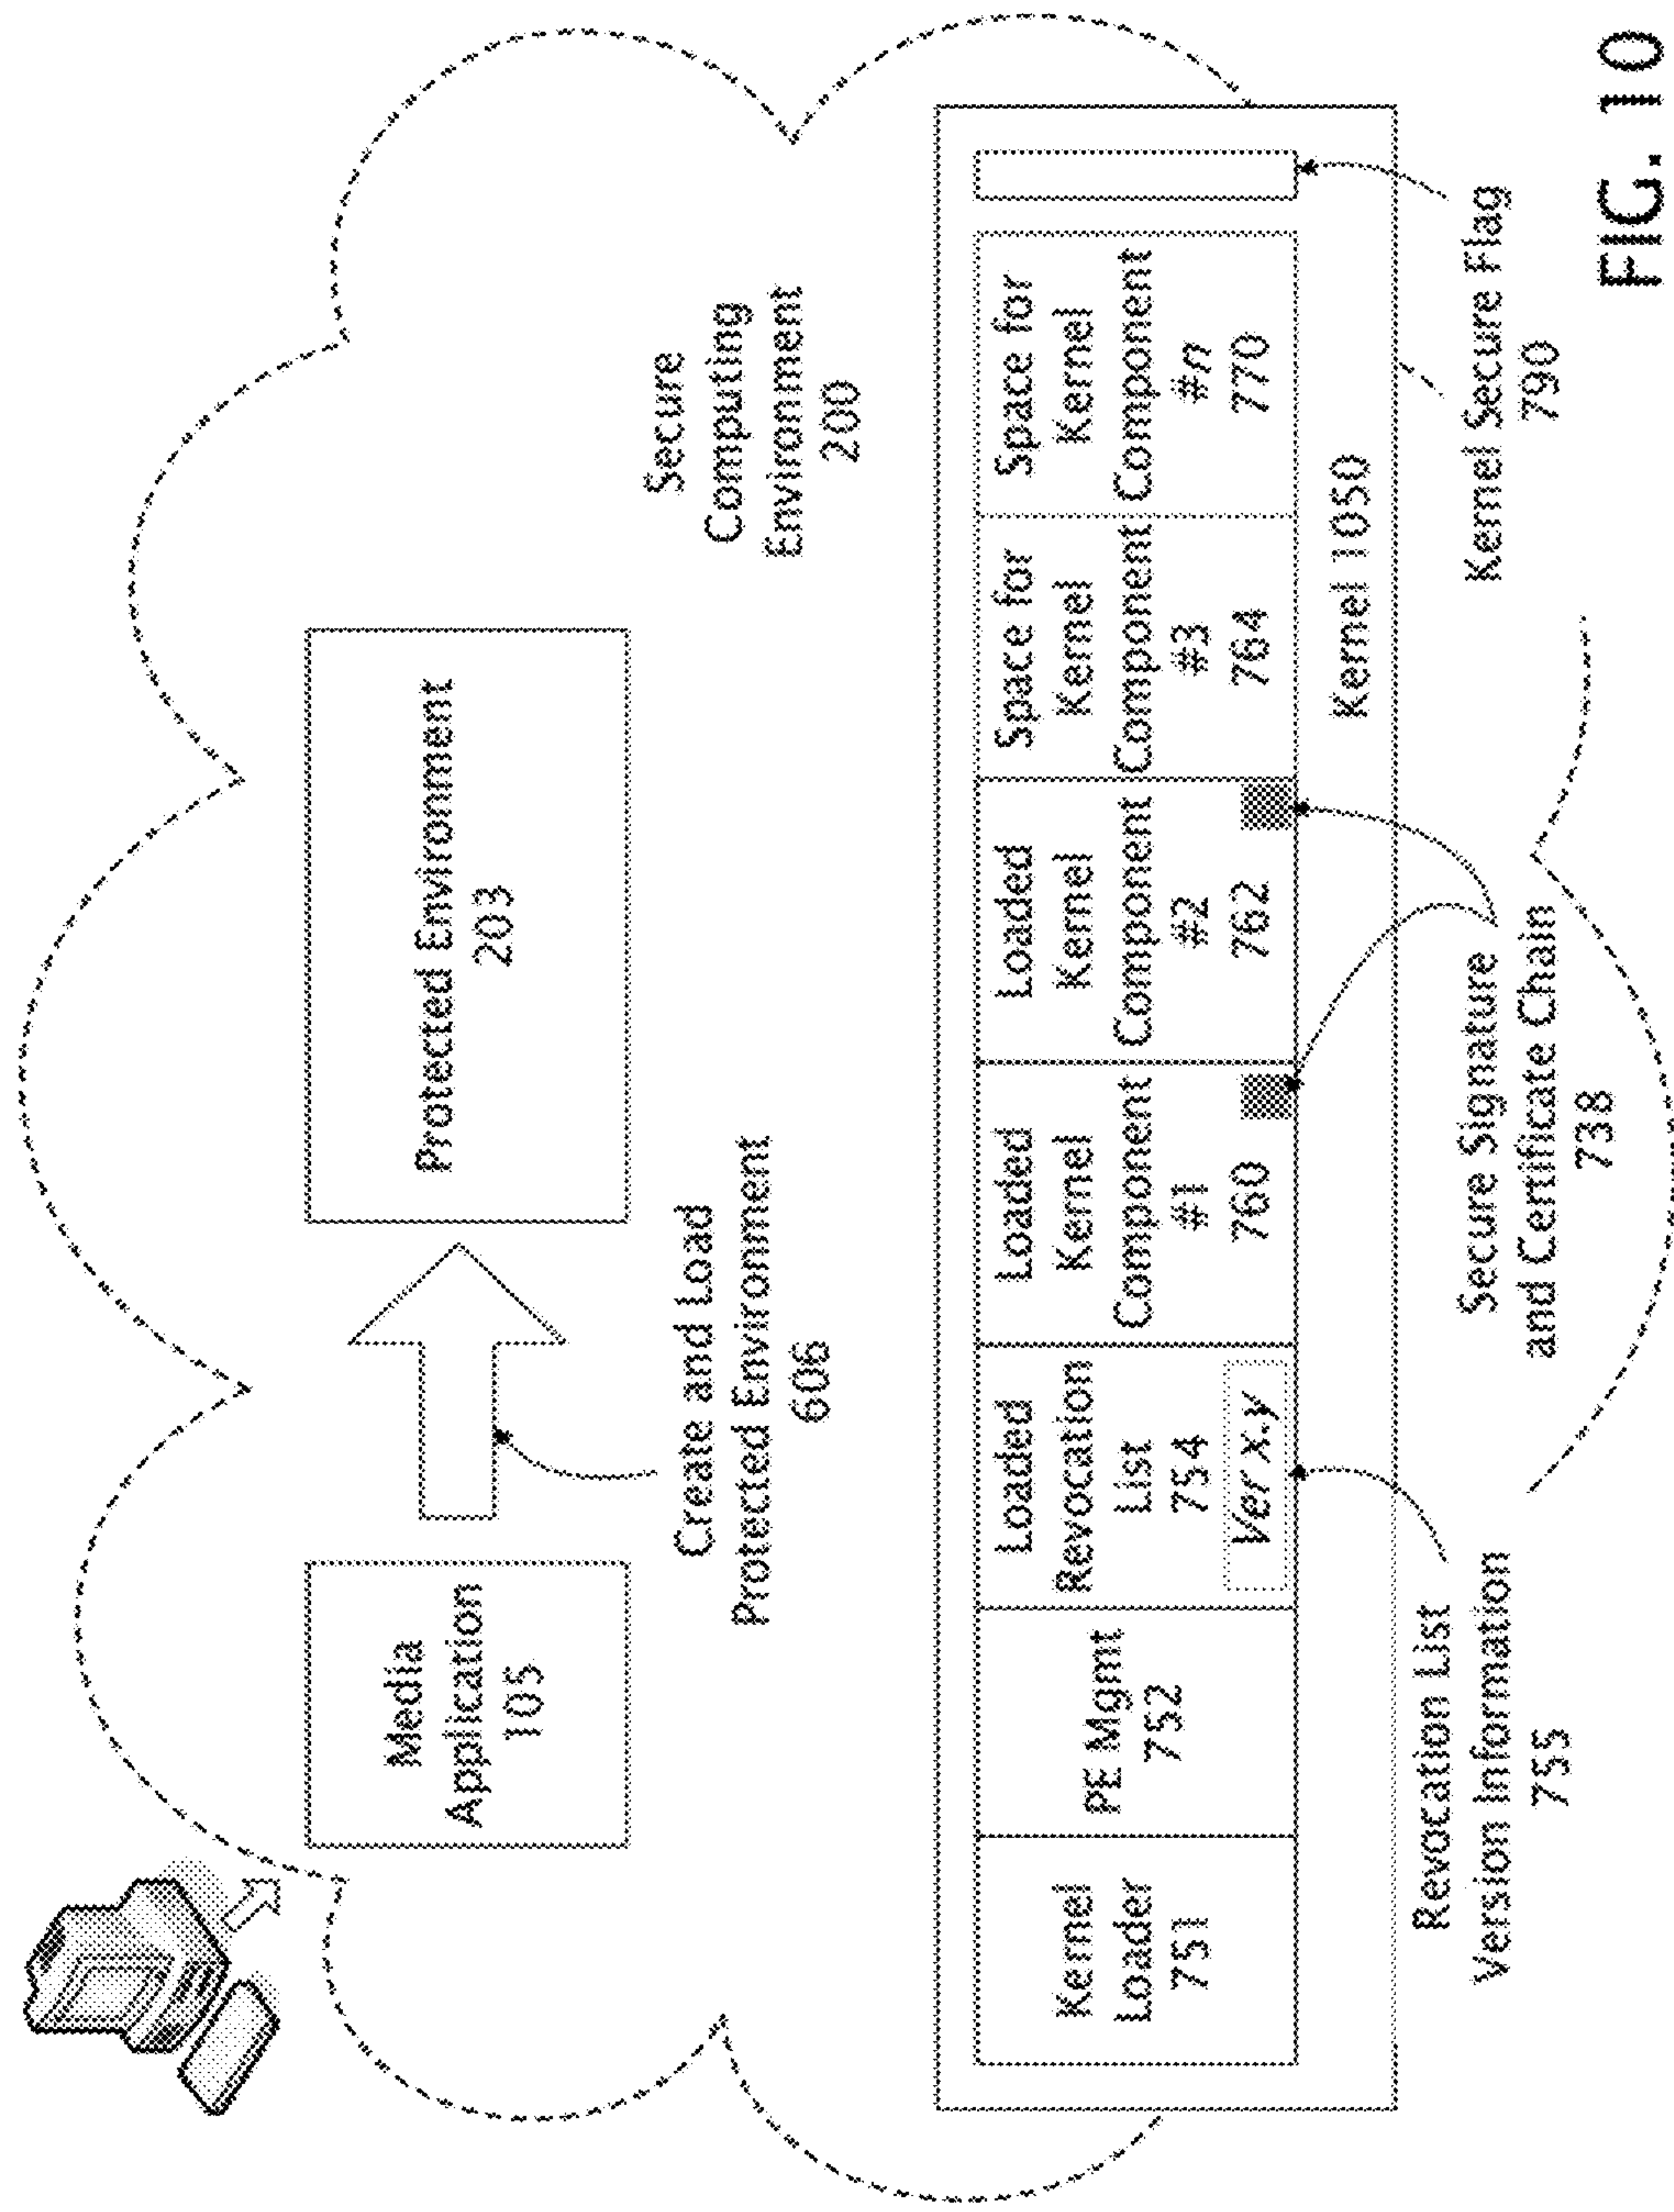 Media
Application
105
Protected Environment
203
Create and Load
Protected Environment
606
Secure
Computing
Environment
200
Kernel
Loader
751
PE Mgmt
752
Loaded
Revocation
List
754
Ver x.y
Loaded
Kernel
Component
#1
760
Loaded
Kernel
Component
#2
762
Space for
Kernel
Component
#3
764
Space for
Kernel
Component
#n
770
Kernel 1050
Revocation List
Version Information
755
Secure Signature
and Certificate Chain
738
Kernel Secure Flag
790
FIG. 10